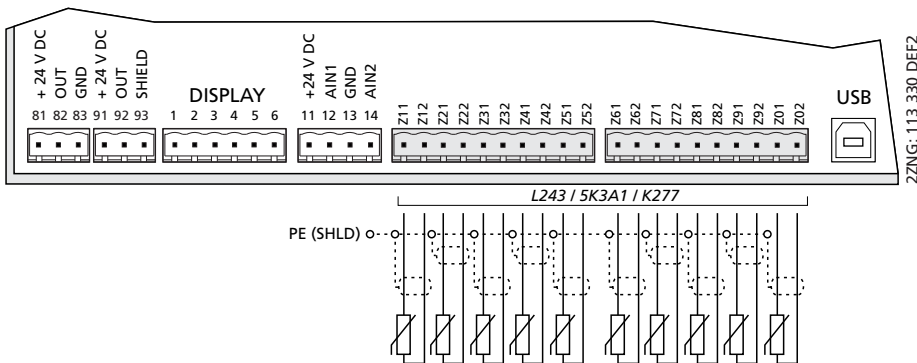 + 24 V DC
OUT
GND
+ 24 V DC
OUT
SHIELD
DISPLAY
+24 V DC
AIN1
GND
AIN2
81 82 83 91 92 93 1 2 3 4 5 6 11 12 13 14
Z11 Z12 Z21 Z22 Z31 Z32 Z41 Z42 Z51 Z52 Z61 Z62 Z71 Z72 Z81 Z82 Z91 Z92 Z01 Z02
USB
2ZNG: 113 330 DEF2
L243 / 5K3A1 / K277
PE (SHLD)